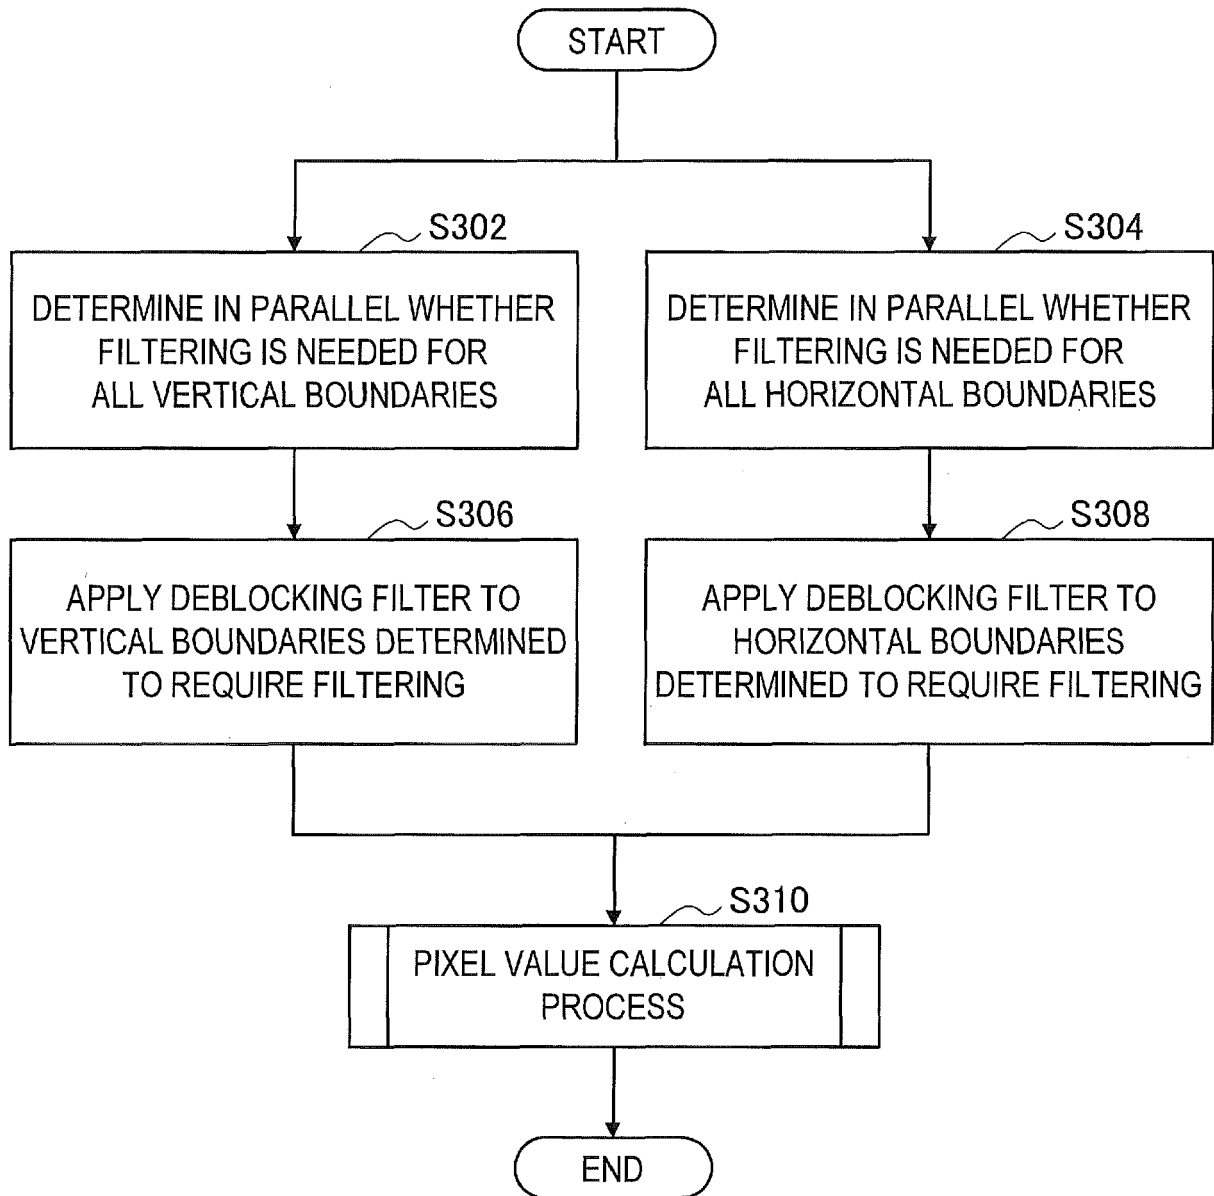 START
S302
DETERMINE IN PARALLEL WHETHER
FILTERING IS NEEDED FOR
ALL VERTICAL BOUNDARIES
S304
DETERMINE IN PARALLEL WHETHER
FILTERING IS NEEDED FOR
ALL HORIZONTAL BOUNDARIES
S306
APPLY DEBLOCKING FILTER TO
VERTICAL BOUNDARIES DETERMINED
TO REQUIRE FILTERING
S308
APPLY DEBLOCKING FILTER TO
HORIZONTAL BOUNDARIES
DETERMINED TO REQUIRE FILTERING
S310
PIXEL VALUE CALCULATION
PROCESS
END